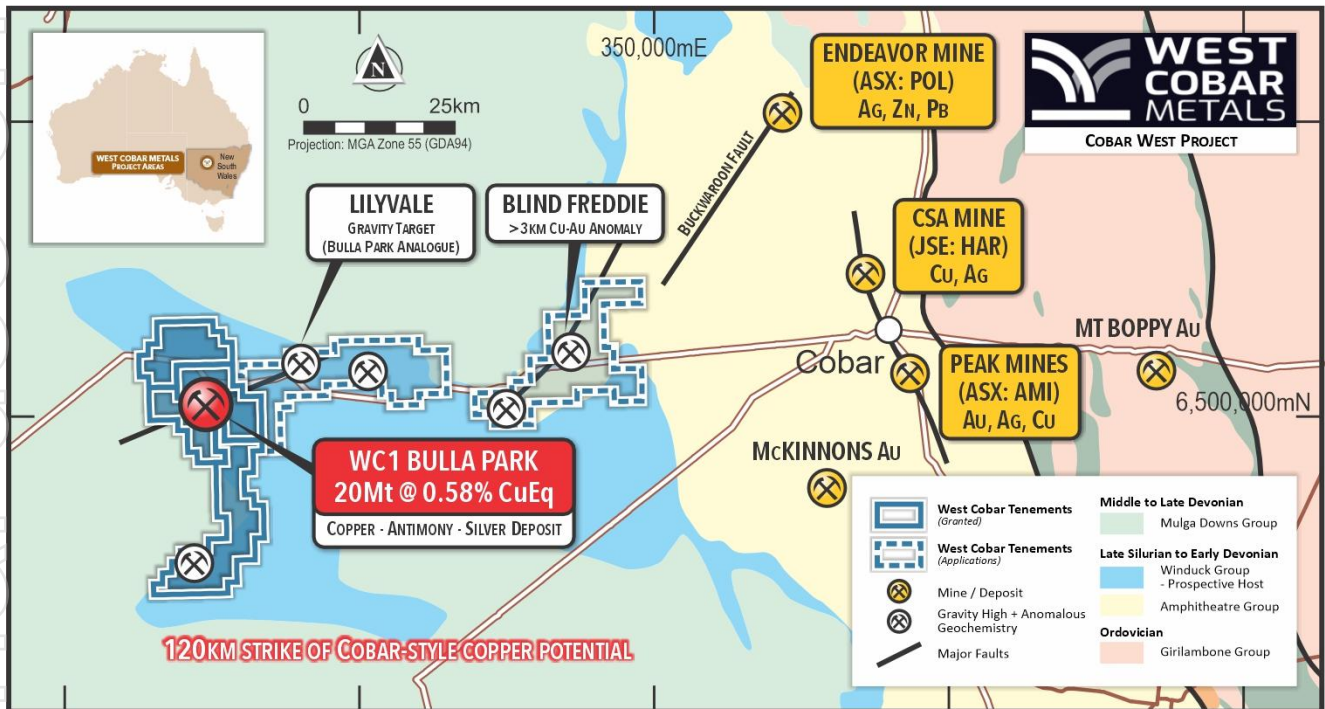 350,000mE
ENDEAVOR MINE
(ASX: POL)
AG, ZN, PB
WEST
COBAR
METALS
COBAR WEST PROJECT
N
0 25km
Projection: MGA Zone 55 (GDA94)
WEST COBAR METALS
PROJECT AREAS
New
South
Wales
BUCKWAROON FAULT
LILYVALE
GRAVITY TARGET
(BULLA PARK ANALOGUE)
BLIND FREDDIE
>3KM CU-AU ANOMALY
CSA MINE
(JSE: HAR)
CU, AG
MT BOPPY AU
Cobar
PEAK MINES
(ASX: AMI)
AU, AG, CU
6,500,000mN
WC1 BULLA PARK
20Mt @ 0.58% CuEq
COPPER - ANTIMONY - SILVER DEPOSIT
McKINNONS AU
120KM STRIKE OF COBAR-STYLE COPPER POTENTIAL
West Cobar Tenements
(Granted)
West Cobar Tenements
(Applications)
Mine / Deposit
Gravity High + Anomalous
Geochemistry
Major Faults
Middle to Late Devonian
Mulga Downs Group
Late Silurian to Early Devonian
Winduck Group
- Prospective Host
Amphitheatre Group
Ordovician
Girilambone Group